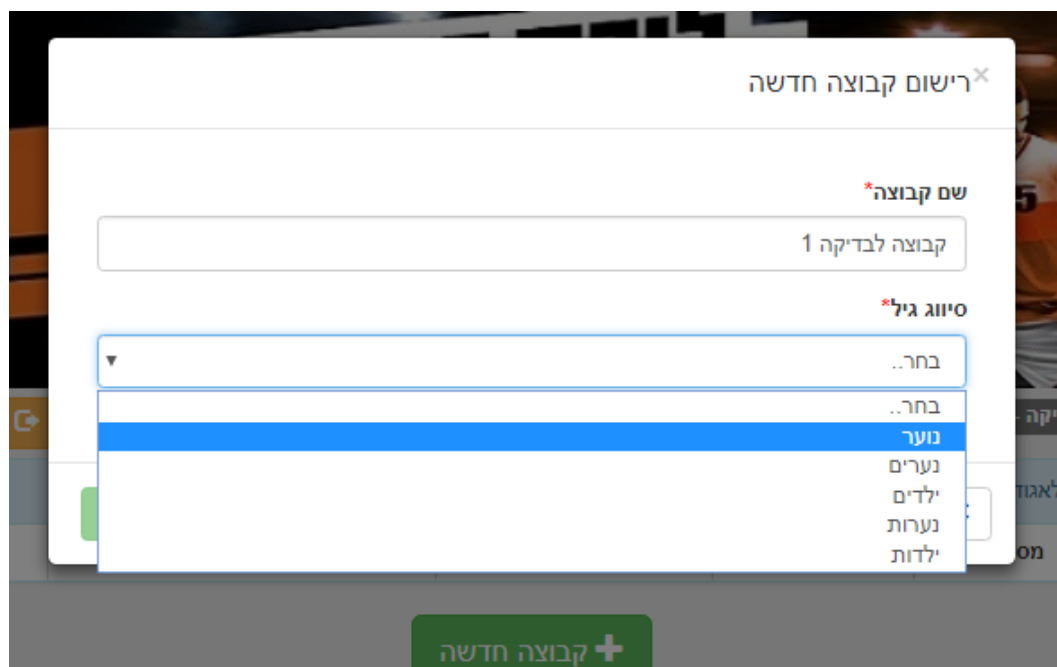 רישום קבוצה חדשה ×
שם קבוצה*
קבוצה לבדיקה 1
סיווג גיל*
בחר..
בחר..
נוער
נערים
ילדים
נערות
ילדות
קבוצה חדשה